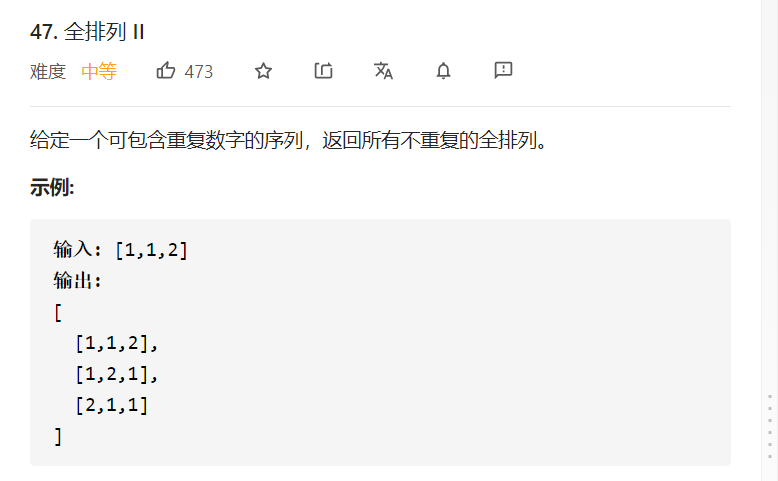 47. 全排列 II
难度 中等 473
给定一个可包含重复数字的序列，返回所有不重复的全排列。
示例:
输入: [1,1,2]
输出:
[
  [1,1,2],
  [1,2,1],
  [2,1,1]
]